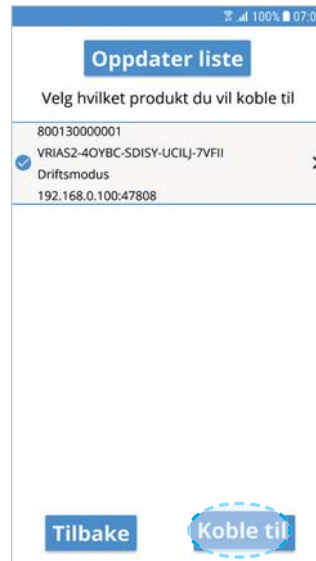 100% 07:0
Oppdater liste
Velg hvilket produkt du vil koble til
800130000001
VRIAS2-4OYBC-SDISY-UCILJ-7VFII
Driftsmodus
192.168.0.100:47808
Tilbake
Koble til